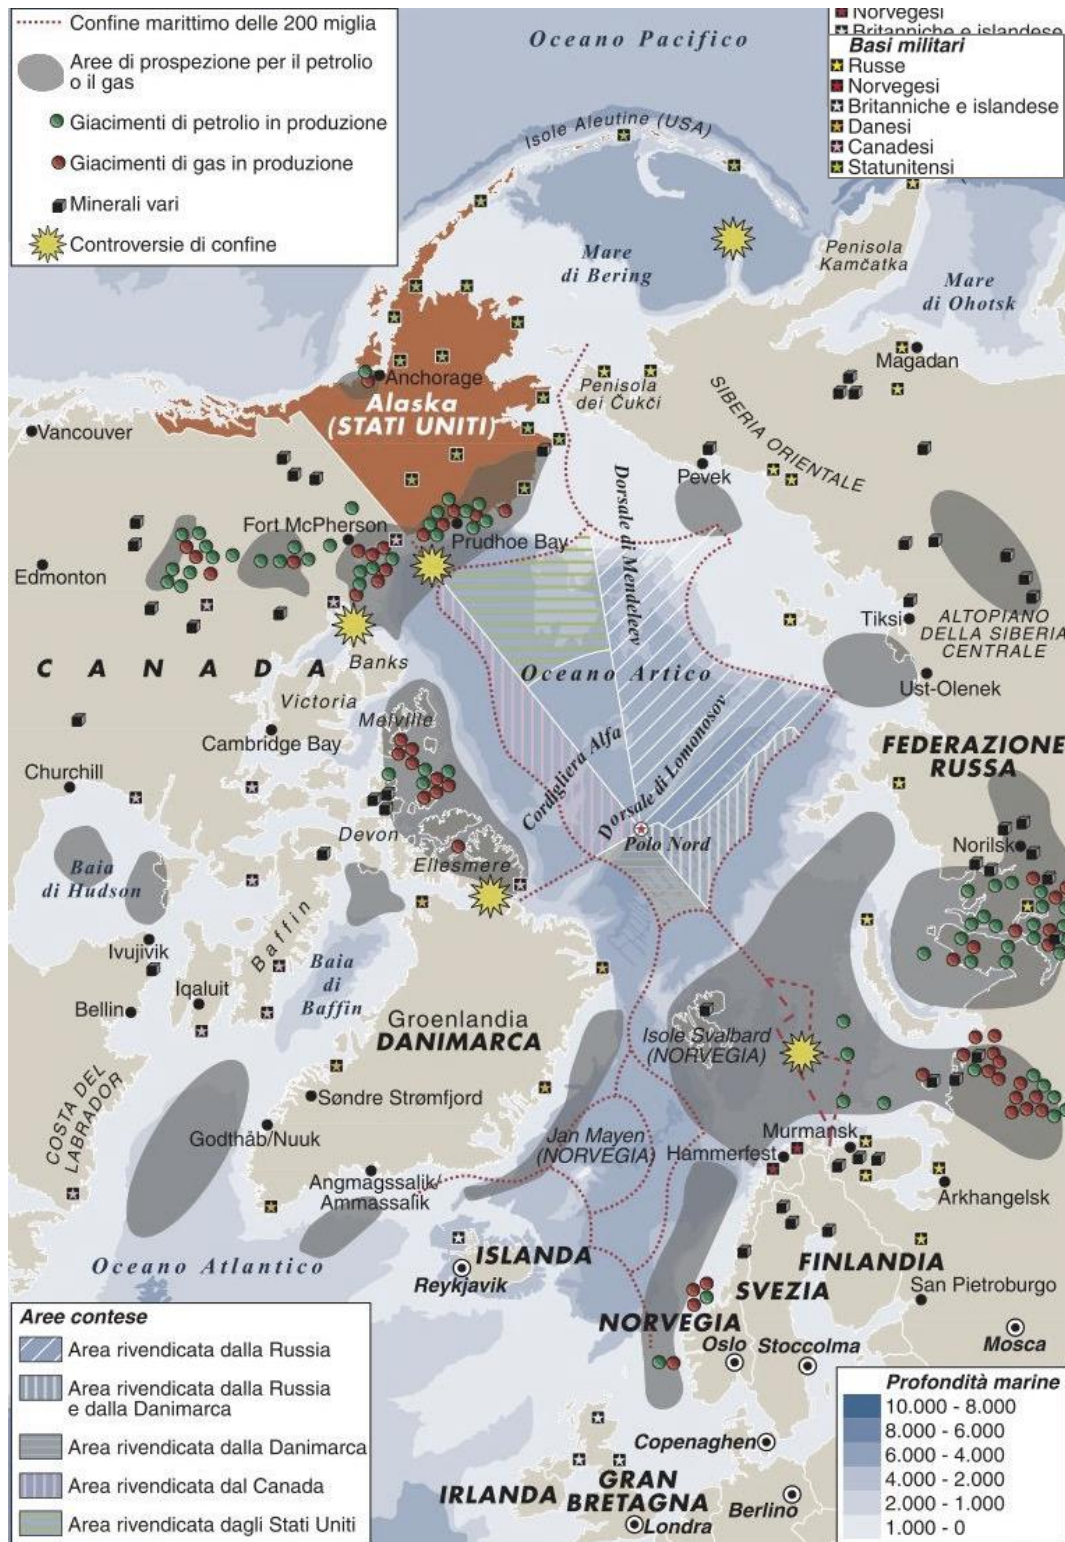 Confine marittimo delle 200 miglia
Aree di prospezione per il petrolio
o il gas
Giacimenti di petrolio in produzione
Giacimenti di gas in produzione
Minerali vari
Controversie di confine
Norvegesi
Britanniche e islandese
Basi militari
Russe
Norvegesi
Britanniche e islandese
Danesi
Canadesi
Statunitensi
Oceano Pacifico
Isole Aleutine (USA)
Mare
di Bering
Penisola
Kamčatka
Mare
di Ohotsk
Magadan
Anchorage
Alaska
(STATI UNITI)
Penisola
dei Čukči
SIBERIA ORIENTALE
Vancouver
Pevek
Dorsale di Mendeleev
Fort McPherson
Prudhoe Bay
Edmonton
Tiksi
ALTOPIANO
DELLA SIBERIA
CENTRALE
CANADA
Banks
Oceano Artico
Ust-Olenek
Victoria
Melville
Cambridge Bay
Cordigliera Alfa
Dorsale di Lomonosov
FEDERAZIONE
RUSSA
Churchill
Devon
Polo Nord
Norilsk
Ellesmere
Baia
di Hudson
Baffin
Ivujivik
Baia
di
Baffin
Iqaluit
Bellin
Groenlandia
DANIMARCA
Isole Svalbard
(NORVEGIA)
COSTA DEL
LABRADOR
Søndre Strømfjord
Godthåb/Nuuk
Jan Mayen
(NORVEGIA)
Murmansk
Hammerfest
Angmagssalik/
Ammassalik
Arkhangelsk
ISLANDA
Reykjavik
Oceano Atlantico
FINLANDIA
SVEZIA
San Pietroburgo
NORVEGIA
Oslo
Stoccolma
Mosca
Copenaghen
IRLANDA
GRAN
BRETAGNA
Berlino
Londra
Aree contese
Area rivendicata dalla Russia
Area rivendicata dalla Russia
e dalla Danimarca
Area rivendicata dalla Danimarca
Area rivendicata dal Canada
Area rivendicata dagli Stati Uniti
Profondità marine
10.000 - 8.000
8.000 - 6.000
6.000 - 4.000
4.000 - 2.000
2.000 - 1.000
1.000 - 0